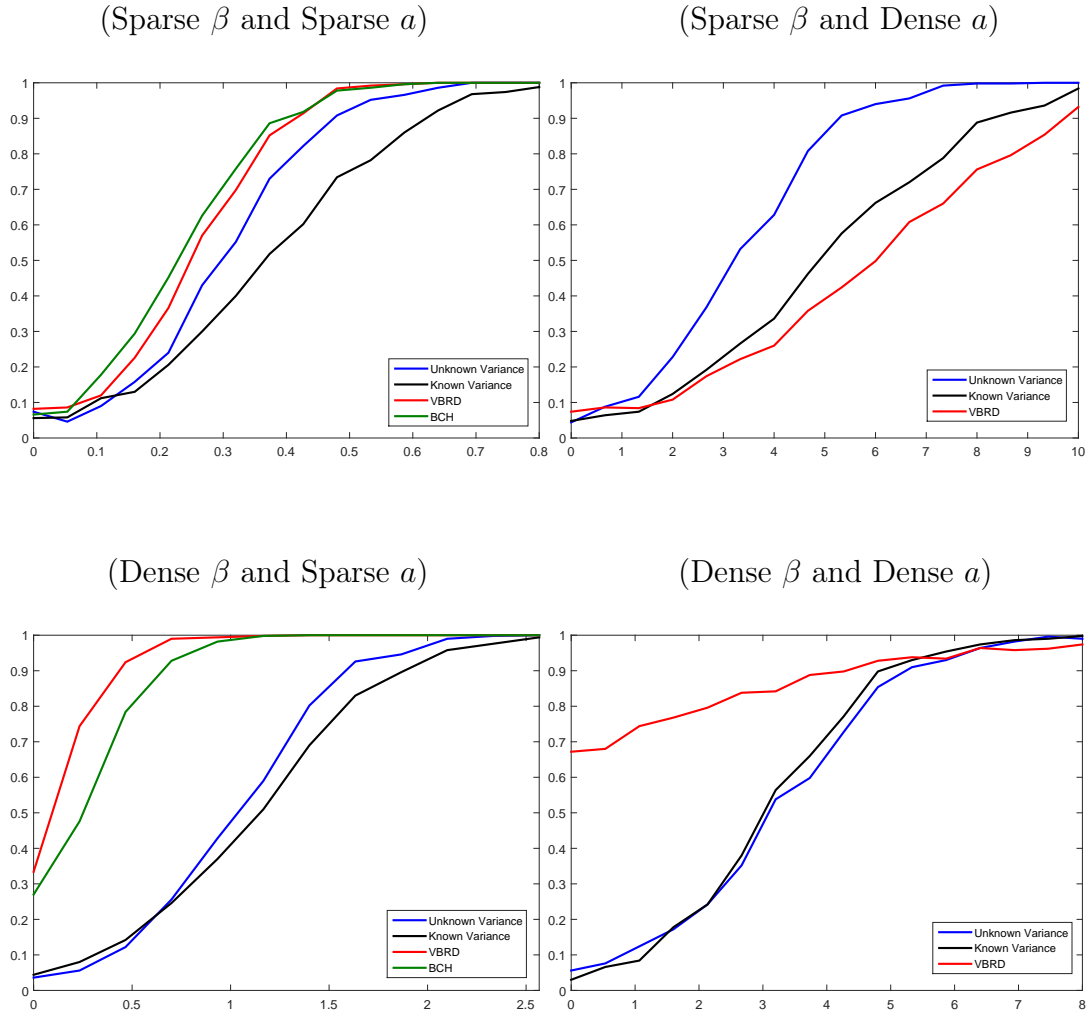 (Sparse β and Sparse a)
(Sparse β and Dense a)
1
0.9
0.8
0.7
0.6
0.5
0.4
0.3
0.2
0.1
0
0 0.1 0.2 0.3 0.4 0.5 0.6 0.7 0.8
Unknown Variance
Known Variance
VBRD
BCH
1
0.9
0.8
0.7
0.6
0.5
0.4
0.3
0.2
0.1
0
0 1 2 3 4 5 6 7 8 9 10
Unknown Variance
Known Variance
VBRD
(Dense β and Sparse a)
(Dense β and Dense a)
1
0.9
0.8
0.7
0.6
0.5
0.4
0.3
0.2
0.1
0
0 0.5 1 1.5 2 2.5
Unknown Variance
Known Variance
VBRD
BCH
1
0.9
0.8
0.7
0.6
0.5
0.4
0.3
0.2
0.1
0
0 1 2 3 4 5 6 7 8
Unknown Variance
Known Variance
VBRD